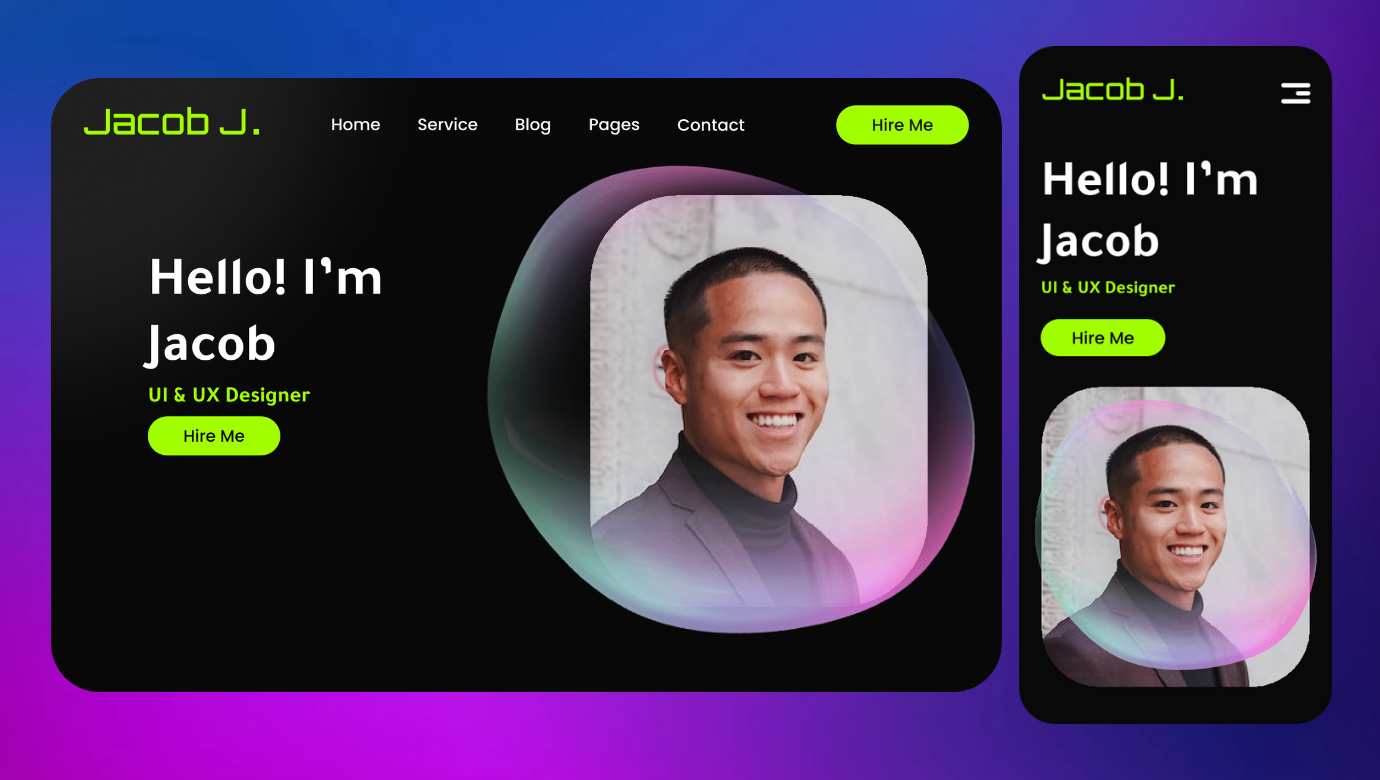 Jacob J.
Home Service Blog Pages Contact
Hire Me
Hello! I’m
Jacob
UI & UX Designer
Hire Me
Jacob J.
Hello! I’m
Jacob
UI & UX Designer
Hire Me